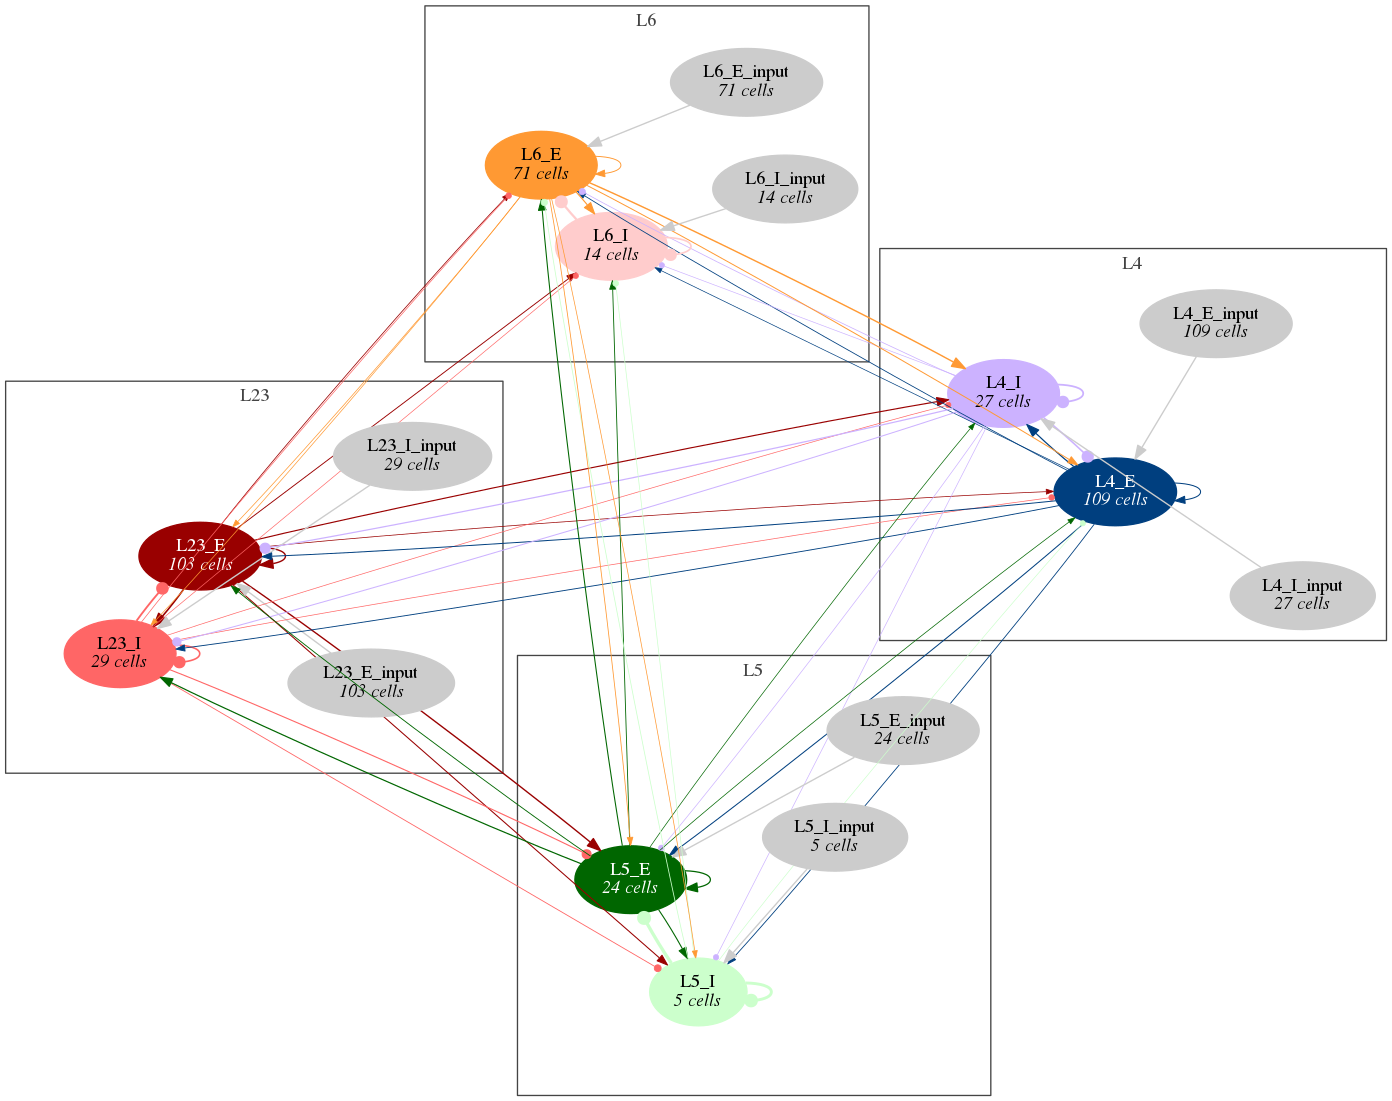 L6
L6_E_input
71 cells
L6_E
71 cells
L6_I_input
14 cells
L6_I
14 cells
L4
L4_E_input
109 cells
L4_I
27 cells
L4_E
109 cells
L4_I_input
27 cells
L23
L23_I_input
29 cells
L23_E
103 cells
L23_I
29 cells
L23_E_input
103 cells
L5
L5_E_input
24 cells
L5_I_input
5 cells
L5_E
24 cells
L5_I
5 cells